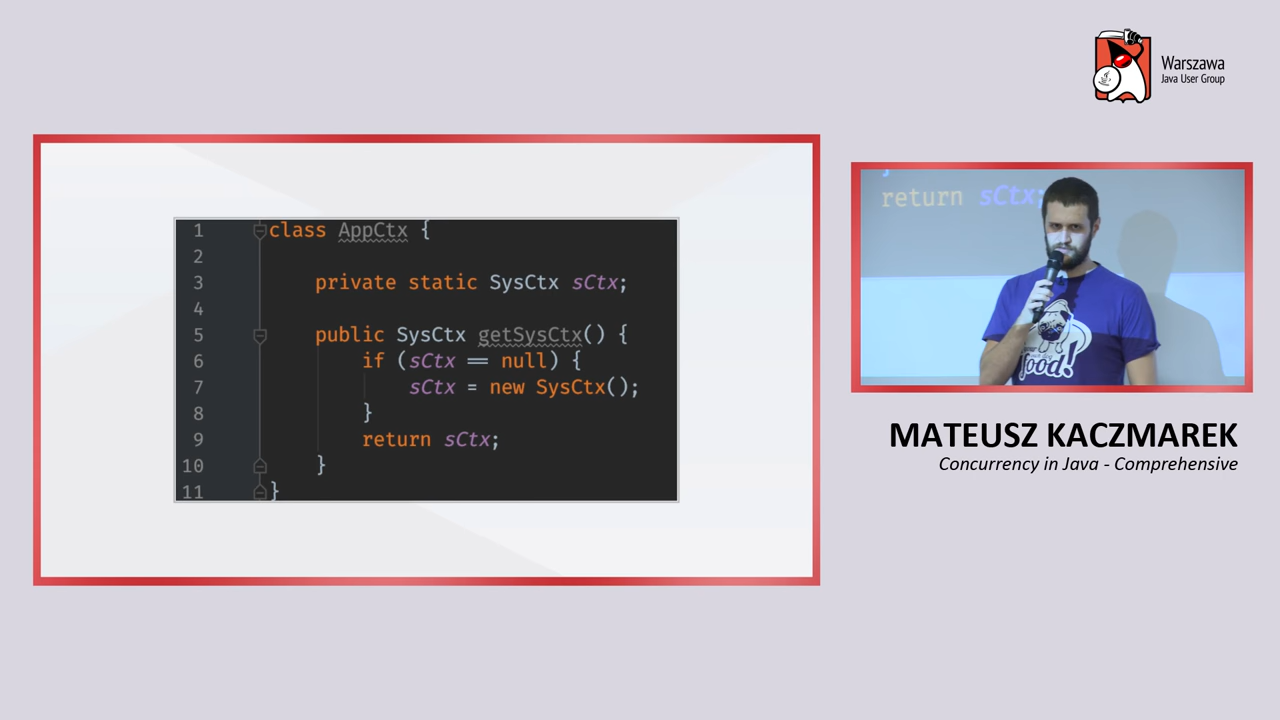 Warszawa
Java User Group
1 class AppCtx {
2
3 private static SysCtx sCtx;
4
5 public SysCtx getSysCtx() {
6 if (sCtx == null) {
7 sCtx = new SysCtx();
8 }
9 return sCtx;
10 }
11 }
return sCtx;
food!
MATEUSZ KACZMAREK
Concurrency in Java - Comprehensive